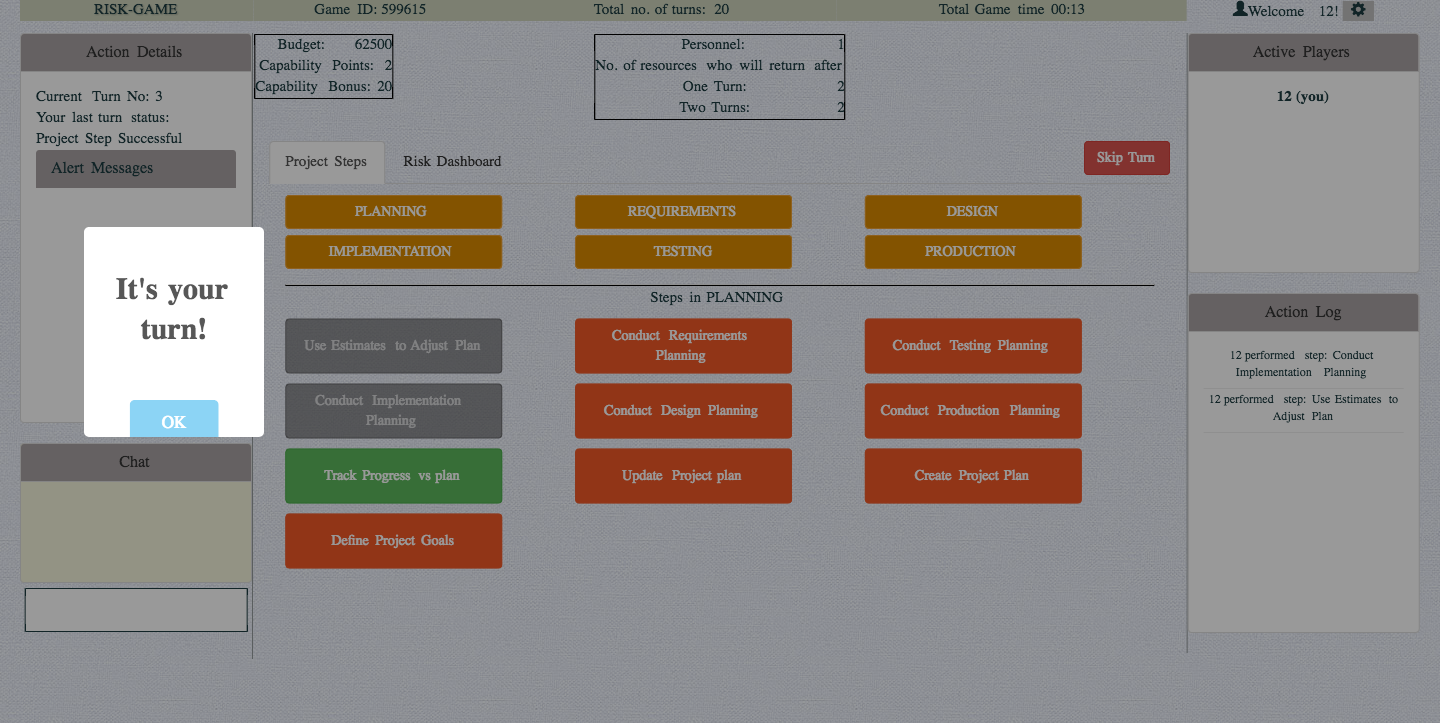 RISK-GAME
Game ID: 599615
Total no. of turns: 20
Total Game time 00:13
Welcome 12!
Action Details
Current Turn No: 3
Your last turn status:
Project Step Successful
Alert Messages
It's your
turn!
OK
Chat
Budget: 62500
Capability Points: 2
Capability Bonus: 20
Personnel: 1
No. of resources who will return after
One Turn: 2
Two Turns: 2
Project Steps
Risk Dashboard
Skip Turn
PLANNING
REQUIREMENTS
DESIGN
IMPLEMENTATION
TESTING
PRODUCTION
Steps in PLANNING
Use Estimates to Adjust Plan
Conduct Requirements
Planning
Conduct Testing Planning
Conduct Implementation
Planning
Conduct Design Planning
Conduct Production Planning
Track Progress vs plan
Update Project plan
Create Project Plan
Define Project Goals
Active Players
12 (you)
Action Log
12 performed step: Conduct
Implementation Planning
12 performed step: Use Estimates to
Adjust Plan